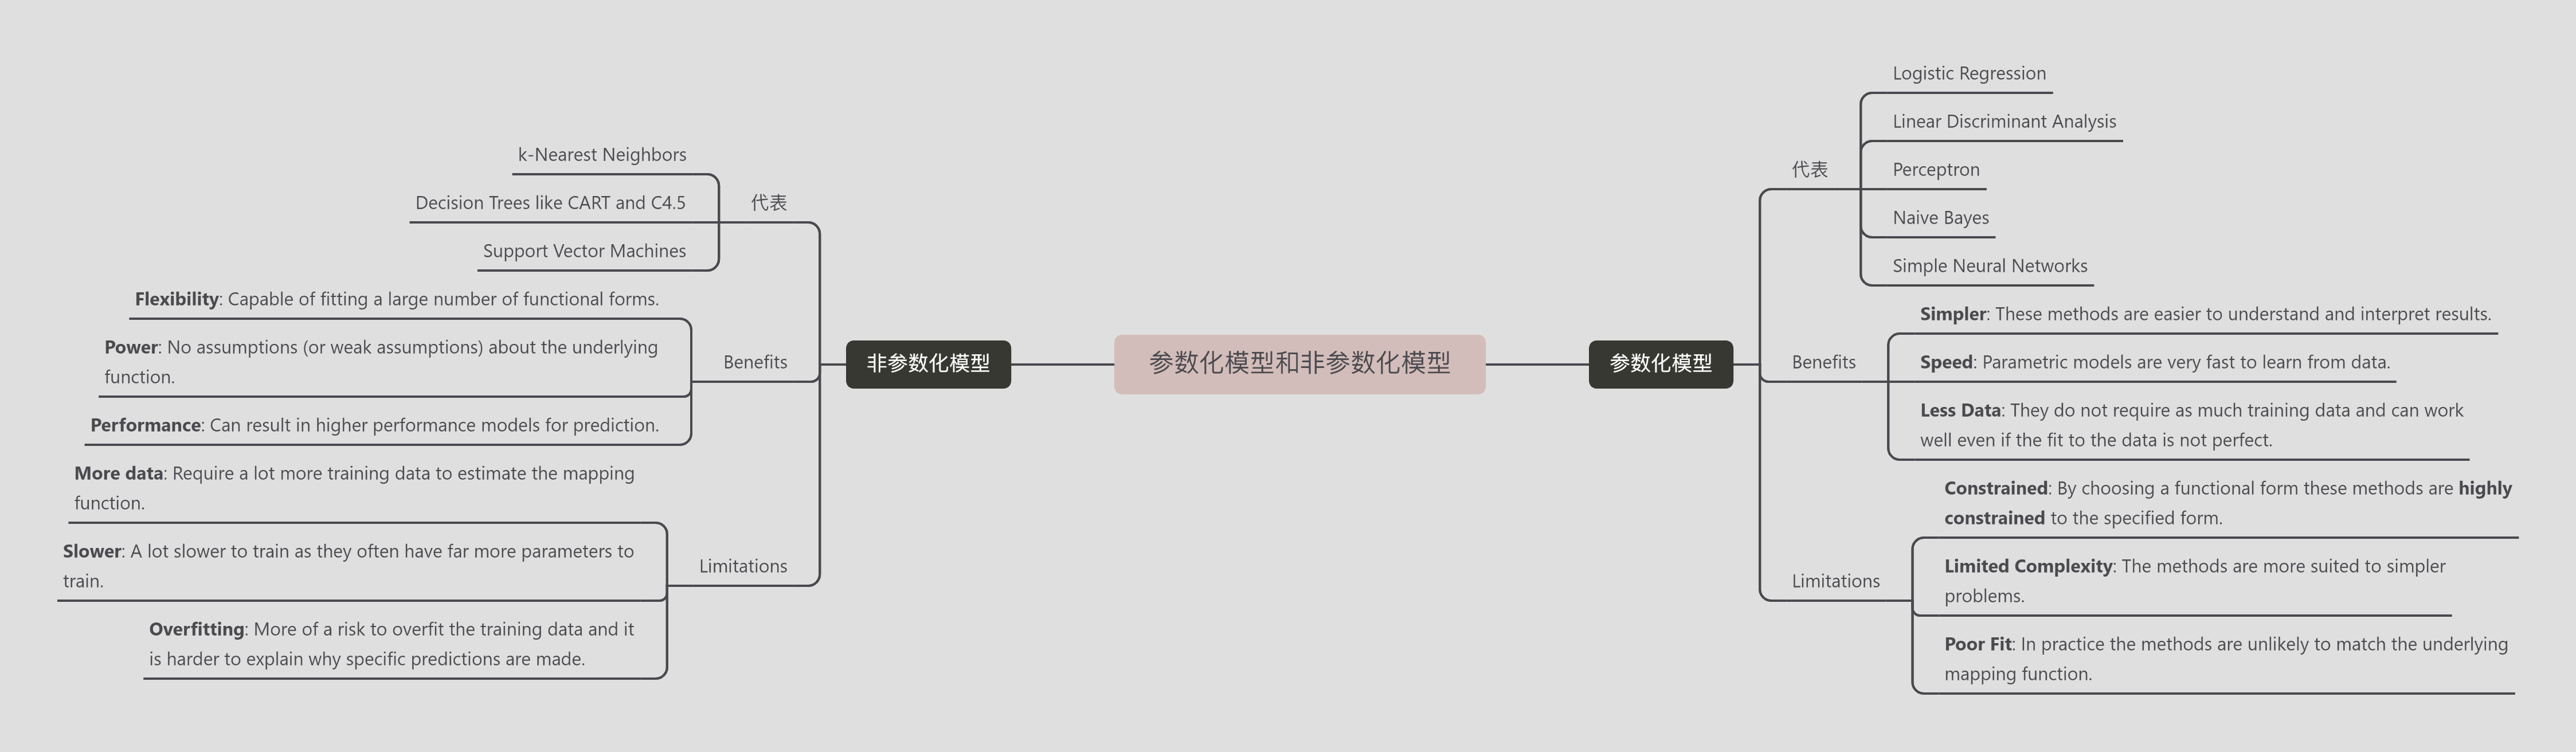 参数化模型和非参数化模型
非参数化模型
代表
k-Nearest Neighbors
Decision Trees like CART and C4.5
Support Vector Machines
Benefits
Flexibility: Capable of fitting a large number of functional forms.
Power: No assumptions (or weak assumptions) about the underlying
function.
Performance: Can result in higher performance models for prediction.
Limitations
More data: Require a lot more training data to estimate the mapping
function.
Slower: A lot slower to train as they often have far more parameters to
train.
Overfitting: More of a risk to overfit the training data and it
is harder to explain why specific predictions are made.
参数化模型
代表
Logistic Regression
Linear Discriminant Analysis
Perceptron
Naive Bayes
Simple Neural Networks
Benefits
Simpler: These methods are easier to understand and interpret results.
Speed: Parametric models are very fast to learn from data.
Less Data: They do not require as much training data and can work
well even if the fit to the data is not perfect.
Limitations
Constrained: By choosing a functional form these methods are highly
constrained to the specified form.
Limited Complexity: The methods are more suited to simpler
problems.
Poor Fit: In practice the methods are unlikely to match the underlying
mapping function.